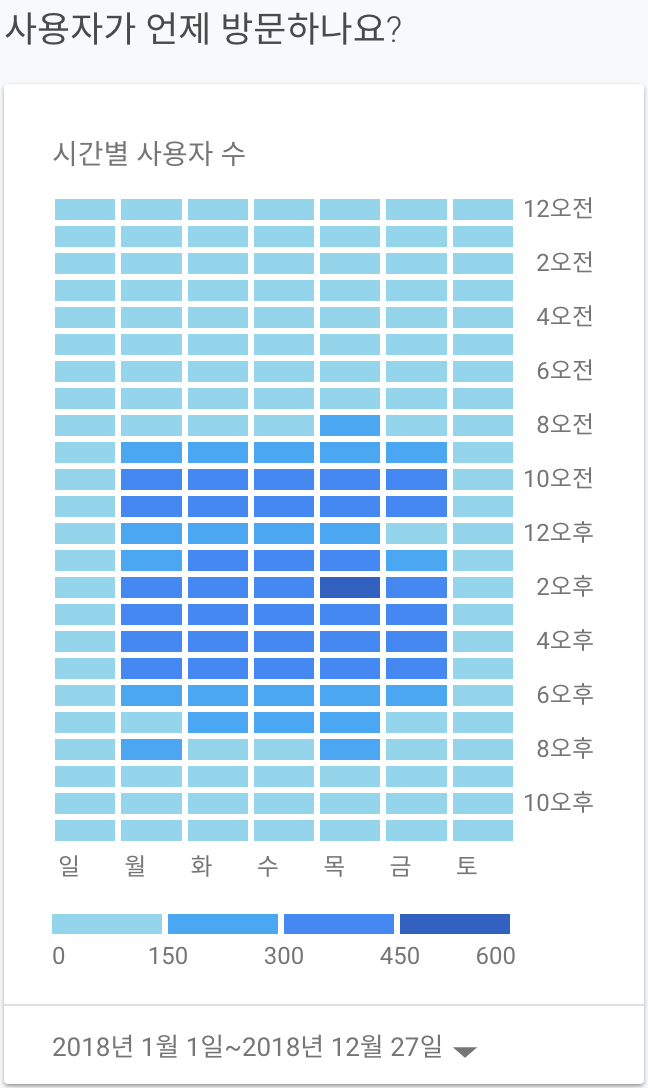 사용자가 언제 방문하나요?
시간별 사용자 수
12오전
2오전
4오전
6오전
8오전
10오전
12오후
2오후
4오후
6오후
8오후
10오후
일 월 화 수 목 금 토
0 150 300 450 600
2018년 1월 1일~2018년 12월 27일